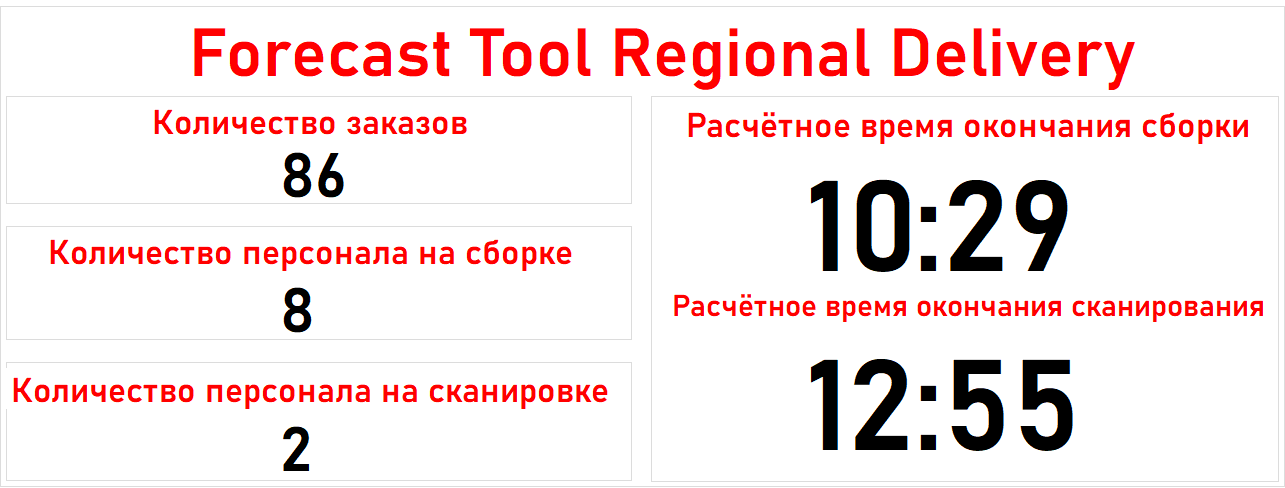 Forecast Tool Regional Delivery
Количество заказов
86
Количество персонала на сборке
8
Количество персонала на сканировке
2
Расчётное время окончания сборки
10:29
Расчётное время окончания сканирования
12:55